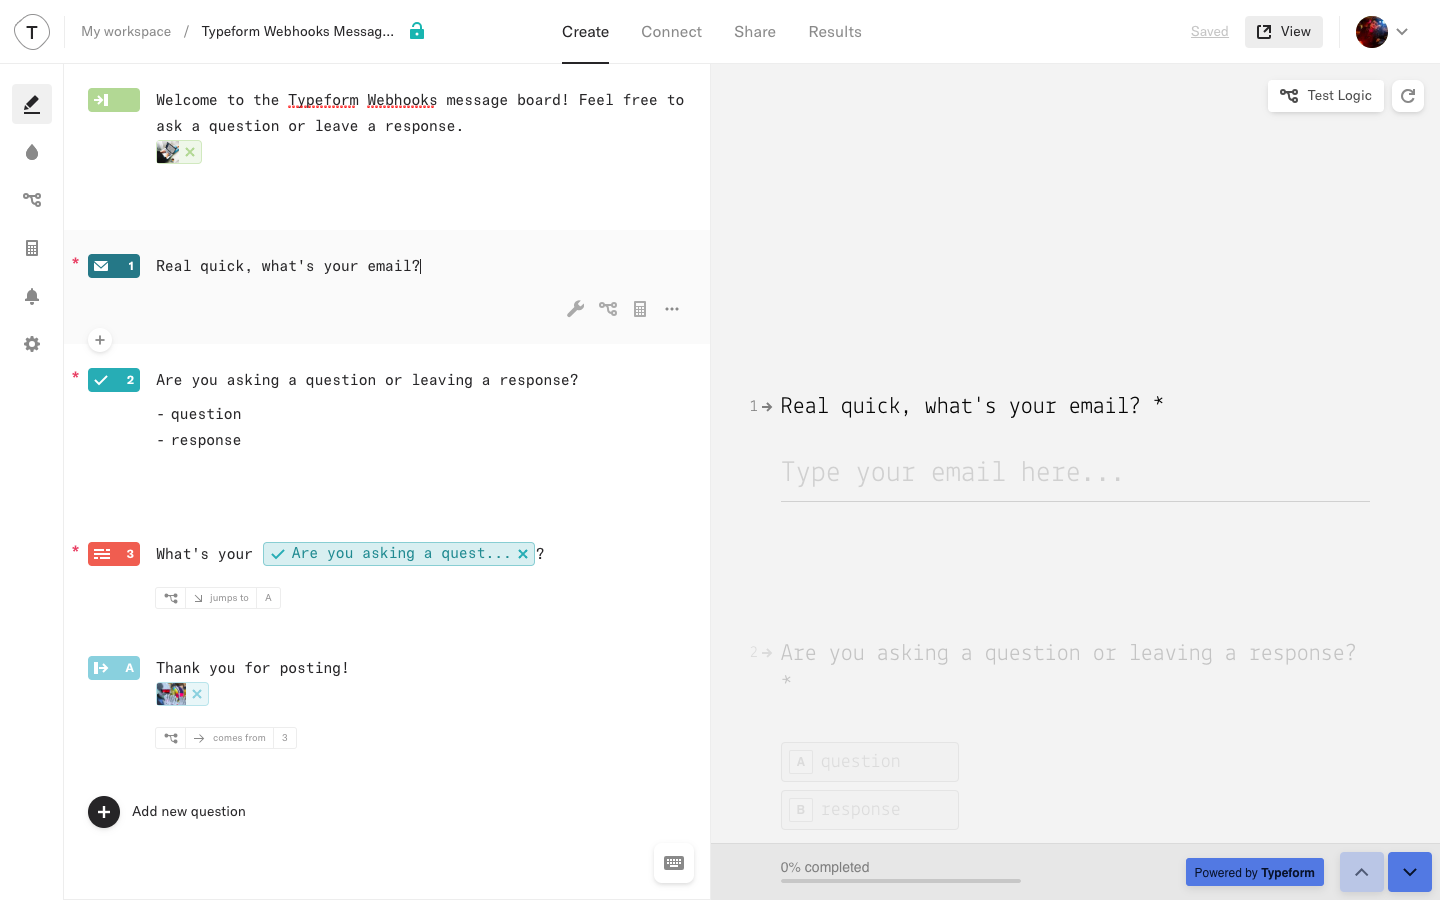 T
My workspace / Typeform Webhooks Messag...
Create
Connect
Share
Results
Saved
View
Welcome to the Typeform Webhooks message board! Feel free to
ask a question or leave a response.
* 1 Real quick, what's your email?
* 2 Are you asking a question or leaving a response?
- question
- response
* 3 What's your Are you asking a quest... ?
jumps to A
A Thank you for posting!
comes from 3
Add new question
Test Logic
1 Real quick, what's your email? *
Type your email here...
2 Are you asking a question or leaving a response?
*
A question
B response
0% completed
Powered by Typeform